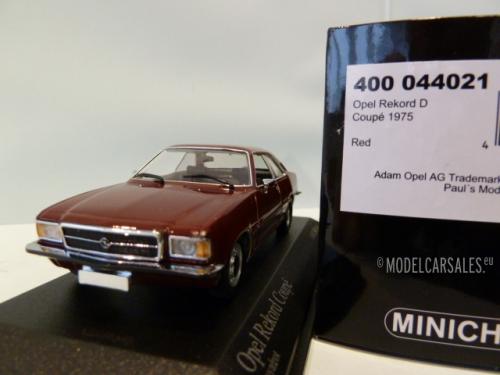 400 044021
Opel Rekord D
Coupé 1975
Red
4
Adam Opel AG Trademark
Paul´s Mod
© MODELCARSALES.eu
MINICH
Opel Rekord Coupé